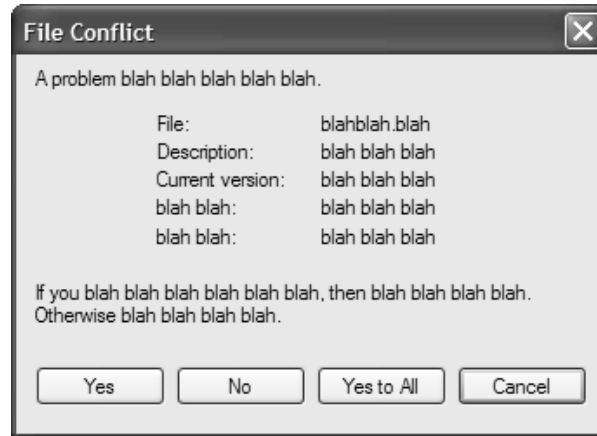 File Conflict
A problem blah blah blah blah blah.
File: blahblah.blah
Description: blah blah blah
Current version: blah blah blah
blah blah: blah blah blah
blah blah: blah blah blah
If you blah blah blah blah blah blah, then blah blah blah blah.
Otherwise blah blah blah blah.
Yes No Yes to All Cancel